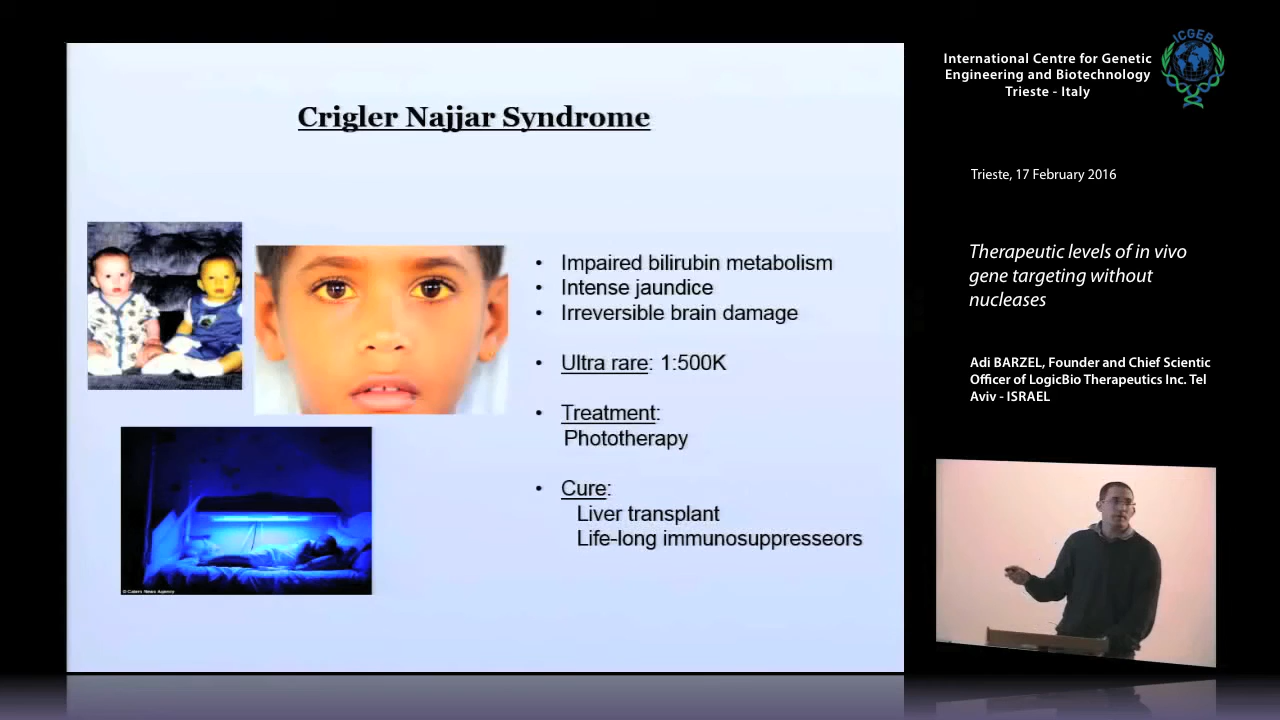 Crigler Najjar Syndrome
• Impaired bilirubin metabolism
• Intense jaundice
• Irreversible brain damage
• Ultra rare: 1:500K
• Treatment:
Phototherapy
• Cure:
Liver transplant
Life-long immunosuppresseors
© Caters News Agency
International Centre for Genetic
Engineering and Biotechnology
Trieste - Italy
ICGEB
Trieste, 17 February 2016
Therapeutic levels of in vivo
gene targeting without
nucleases
Adi BARZEL, Founder and Chief Scientic
Officer of LogicBio Therapeutics Inc. Tel
Aviv - ISRAEL